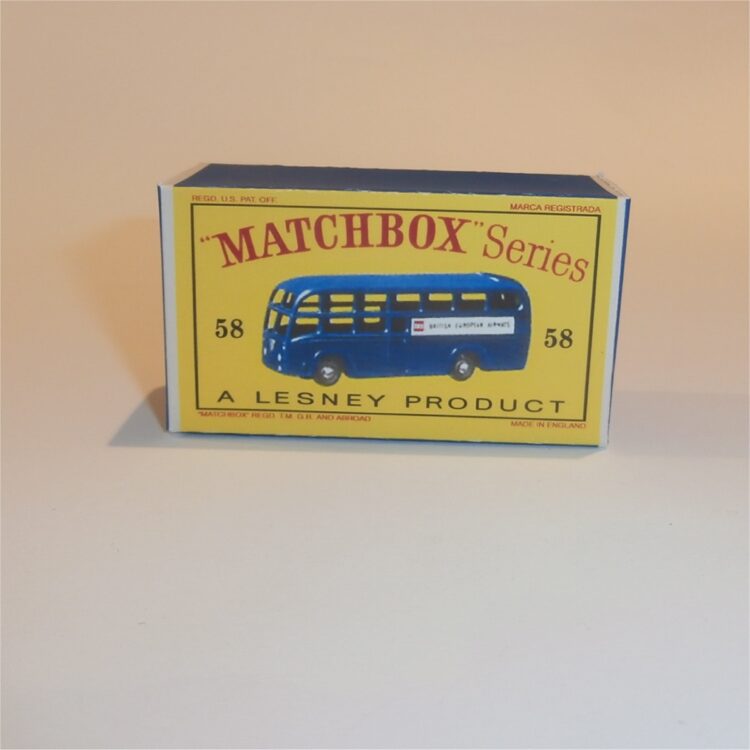 REGD. U.S. PAT. OFF.
MARCA REGISTRADA
"MATCHBOX" Series
58
BEA BRITISH EUROPEAN AIRWAYS
58
A LESNEY PRODUCT
"MATCHBOX" REGD. T.M. G.B. AND ABROAD
MADE IN ENGLAND